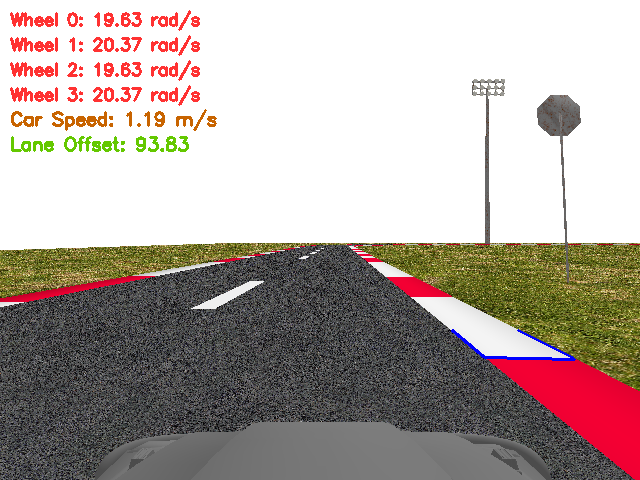 Wheel 0: 19.63 rad/s
Wheel 1: 20.37 rad/s
Wheel 2: 19.63 rad/s
Wheel 3: 20.37 rad/s
Car Speed: 1.19 m/s
Lane Offset: 93.83